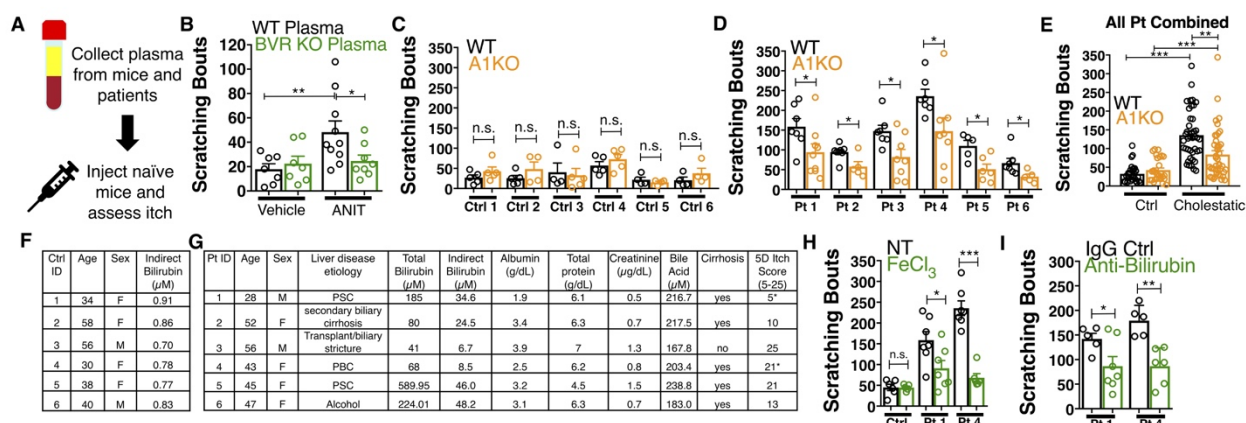 A
Collect plasma
from mice and
patients
Inject naïve
mice and
assess itch
B
WT Plasma
BVR KO Plasma
Scratching Bouts
120
100
80
60
40
20
0
**
*
Vehicle
ANIT
C
WT
A1KO
Scratching Bouts
350
300
250
200
150
100
50
0
n.s.
n.s.
n.s.
n.s.
n.s.
n.s.
Ctrl 1 Ctrl 2 Ctrl 3 Ctrl 4 Ctrl 5 Ctrl 6
D
WT
A1KO
Scratching Bouts
350
300
250
200
150
100
50
0
*
*
*
*
*
*
Pt 1 Pt 2 Pt 3 Pt 4 Pt 5 Pt 6
E
All Pt Combined
WT
A1KO
Scratching Bouts
350
300
250
200
150
100
50
0
**
***
***
Ctrl Cholestatic
F
Ctrl ID Age Sex Indirect Bilirubin (µM)
1 34 F 0.91
2 58 F 0.86
3 56 M 0.70
4 30 F 0.78
5 38 F 0.77
6 40 M 0.83
G
Pt ID Age Sex Liver disease etiology Total Bilirubin (µM) Indirect Bilirubin (µM) Albumin (g/dL) Total protein (g/dL) Creatinine (µg/dL) Bile Acid (µM) Cirrhosis 5D Itch Score (5-25)
1 28 M PSC 185 34.6 1.9 6.1 0.5 216.7 yes 5*
2 52 F secondary biliary cirrhosis 80 24.5 3.4 6.3 0.7 217.5 yes 10
3 56 M Transplant/biliary stricture 41 6.7 3.9 7 1.3 167.8 no 25
4 43 F PBC 68 8.5 2.5 6.2 0.8 203.4 yes 21*
5 45 F PSC 589.95 46.0 3.2 4.5 1.5 238.8 yes 21
6 47 F Alcohol 224.01 48.2 3.1 6.3 0.7 183.0 yes 13
H
NT
FeCl3
Scratching Bouts
350
300
250
200
150
100
50
0
n.s.
*
***
Ctrl Pt 1 Pt 4
I
IgG Ctrl
Anti-Bilirubin
Scratching Bouts
300
250
200
150
100
50
0
*
**
Pt 1 Pt 4